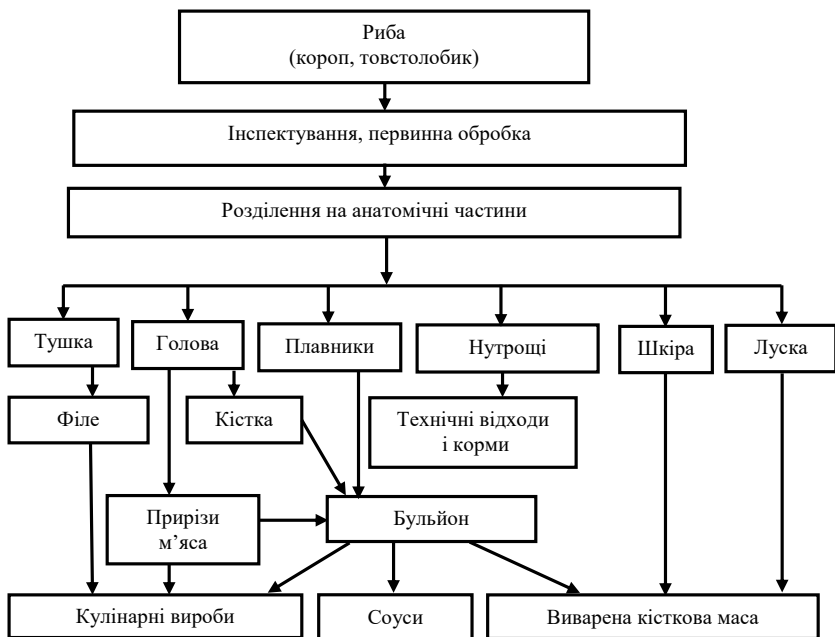 Риба
(короп, товстолобик)
Інспектування, первинна обробка
Розділення на анатомічні частини
Тушка
Голова
Плавники
Нутрощі
Шкіра
Луска
Філе
Кістка
Технічні відходи
і корми
Прирізи
м’яса
Бульйон
Кулінарні вироби
Соуси
Виварена кісткова маса